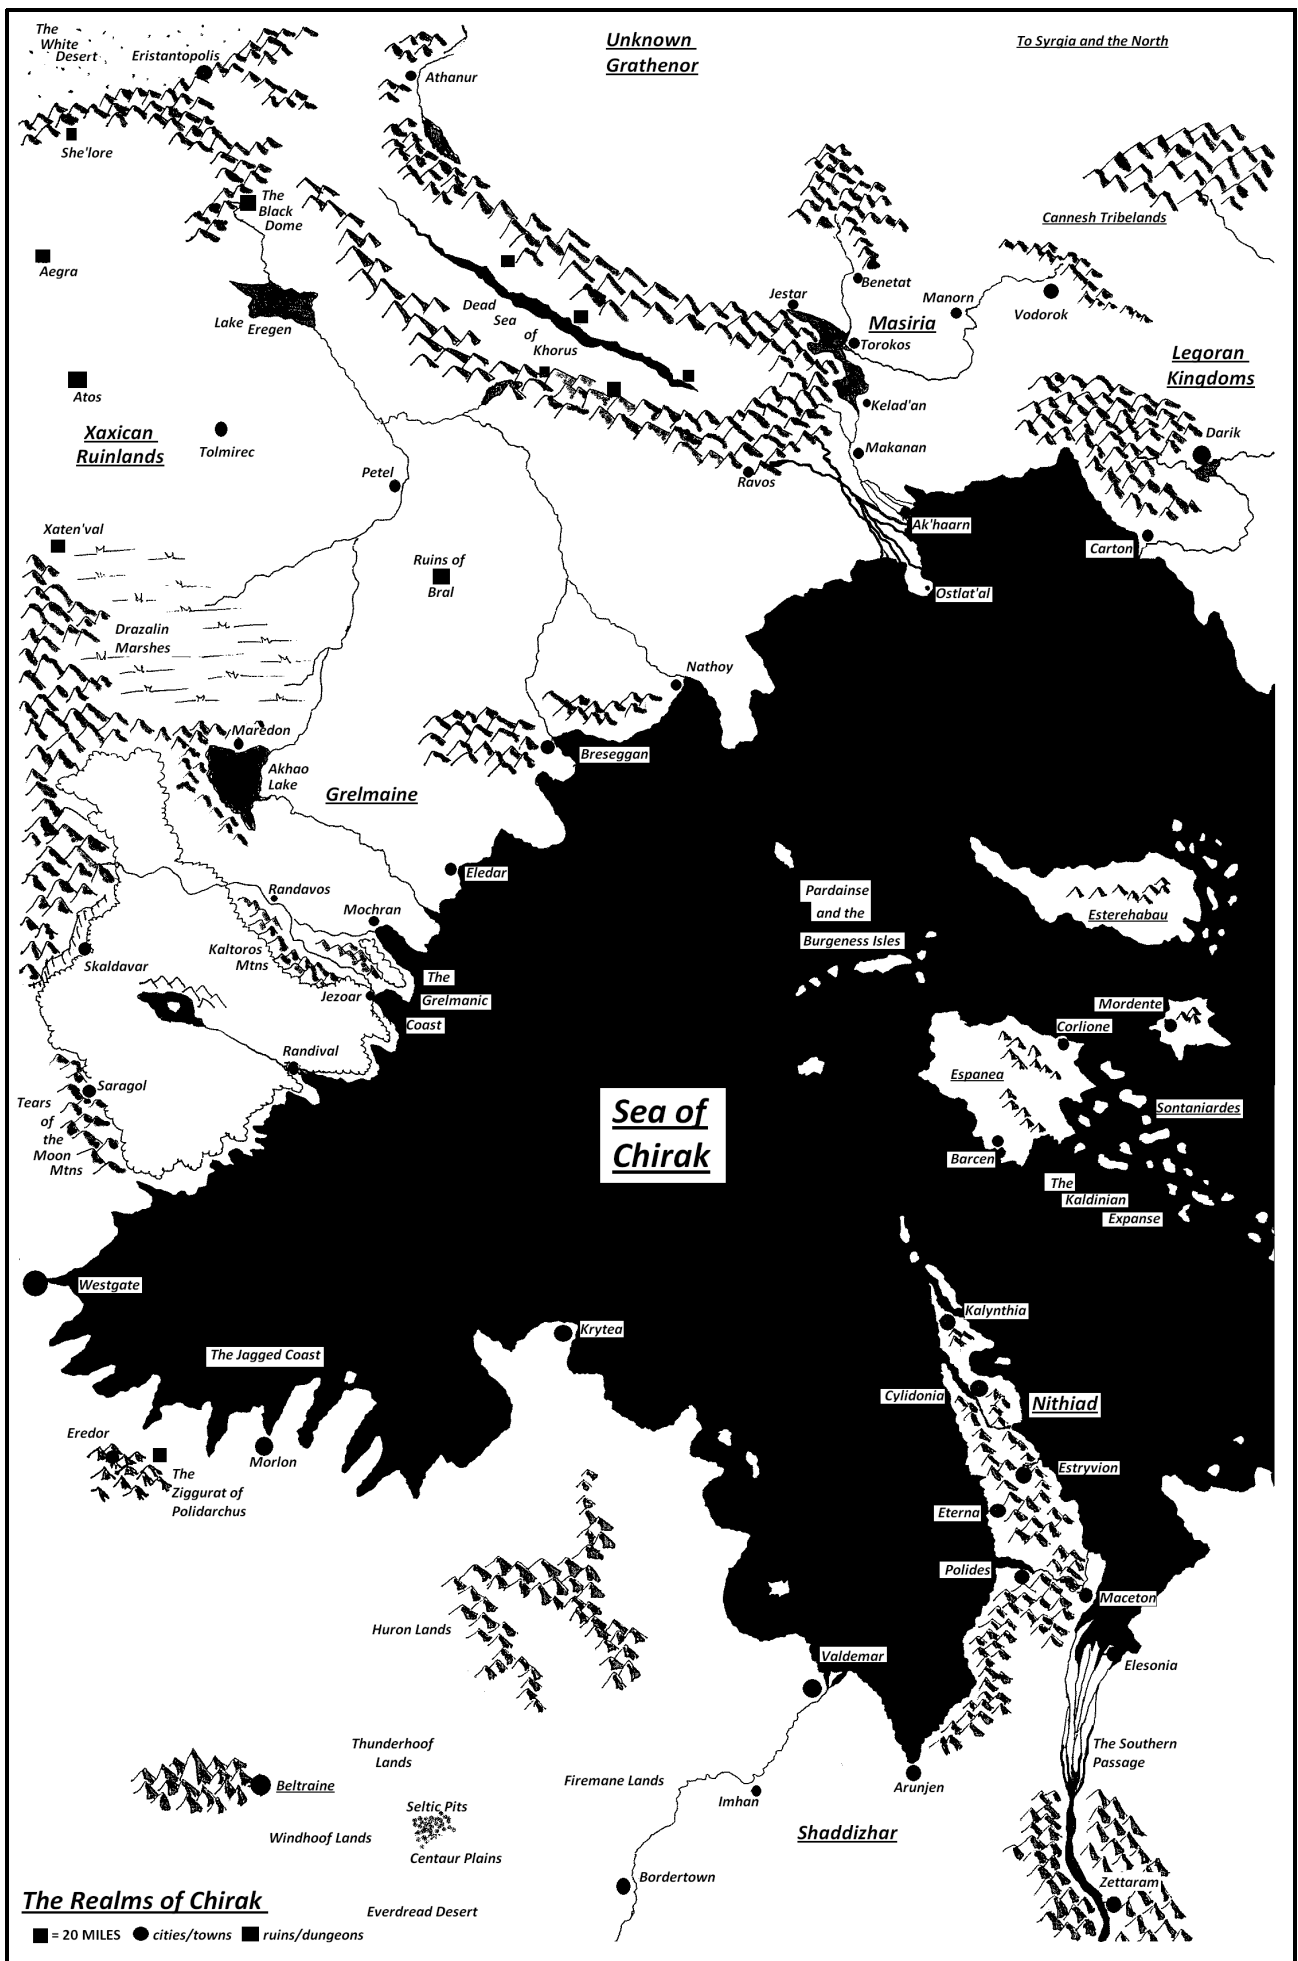 The
White
Desert
Eristantopolis
Unknown
Grathenor
To Syrgia and the North
Athanur
She'lore
The
Black
Dome
Cannesh Tribelands
Aegra
Benetat
Jestar
Manorn
Vodorok
Lake Eregen
Dead
Sea
of
Khorus
Masiria
Torokos
Legoran
Kingdoms
Atos
Kelad'an
Xaxican
Ruinlands
Tolmirec
Darik
Makanan
Petel
Ravos
Xaten'val
Ak'haarn
Carton
Ruins of
Bral
Ostlat'al
Drazalin
Marshes
Nathoy
Maredon
Breseggan
Akhao
Lake
Grelmaine
Eledar
Randavos
Pardainse
and the
Burgeness Isles
Esterehabau
Mochran
Kaltoros
Mtns
Skaldavar
The
Grelmanic
Coast
Jezoar
Mordente
Corlione
Randival
Espanea
Saragol
Tears
of
the
Moon
Mtns
Sea of
Chirak
Sontaniardes
Barcen
The
Kaldinian
Expanse
Westgate
Kalynthia
Krytea
The Jagged Coast
Cylidonia
Nithiad
Eredor
Morlon
Estryvion
The
Ziggurat of
Polidarchus
Eterna
Polides
Maceton
Huron Lands
Valdemar
Elesonia
Thunderhoof
Lands
The Southern
Passage
Beltraine
Firemane Lands
Imhan
Arunjen
Seltic Pits
Windhoof Lands
Centaur Plains
Shaddizhar
Bordertown
Zettaram
The Realms of Chirak
Everdread Desert
= 20 MILES cities/towns ruins/dungeons